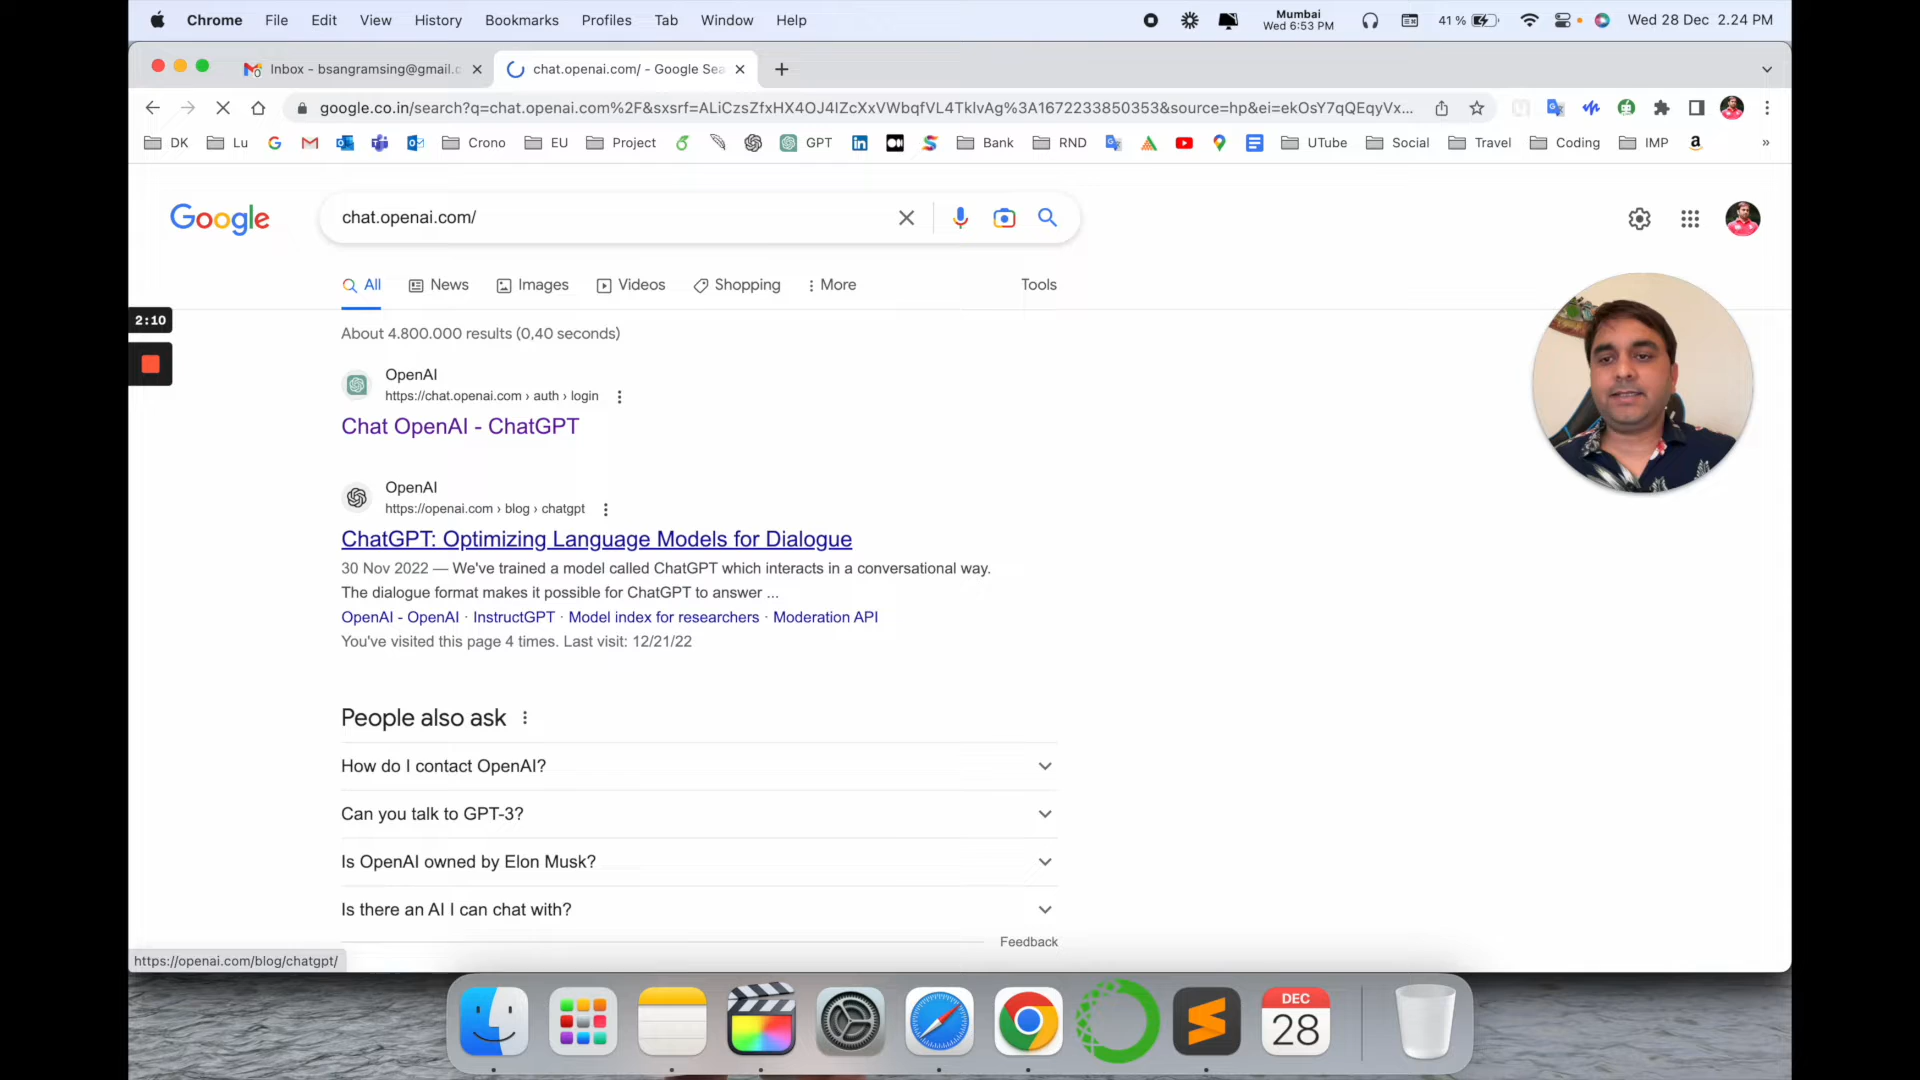 Chrome File Edit View History Bookmarks Profiles Tab Window Help
Mumbai
Wed 6:53 PM
41 %
Wed 28 Dec 2.24 PM
Inbox - bsangramsing@gmail.c
chat.openai.com/ - Google Sea
google.co.in/search?q=chat.openai.com%2F&sxsrf=ALiCzsZfxHX4OJ4IZcXxVWbqfVL4TklvAg%3A1672233850353&source=hp&ei=ekOsY7qQEqyVx...
DK Lu Crono EU Project GPT Bank RND UTube Social Travel Coding IMP »
Google
chat.openai.com/
All News Images Videos Shopping More Tools
2:10
About 4.800.000 results (0,40 seconds)
OpenAI
https://chat.openai.com › auth › login
Chat OpenAI - ChatGPT
OpenAI
https://openai.com › blog › chatgpt
ChatGPT: Optimizing Language Models for Dialogue
30 Nov 2022 — We've trained a model called ChatGPT which interacts in a conversational way.
The dialogue format makes it possible for ChatGPT to answer ...
OpenAI - OpenAI · InstructGPT · Model index for researchers · Moderation API
You've visited this page 4 times. Last visit: 12/21/22
People also ask
How do I contact OpenAI?
Can you talk to GPT-3?
Is OpenAI owned by Elon Musk?
Is there an AI I can chat with?
Feedback
https://openai.com/blog/chatgpt/
DEC
28